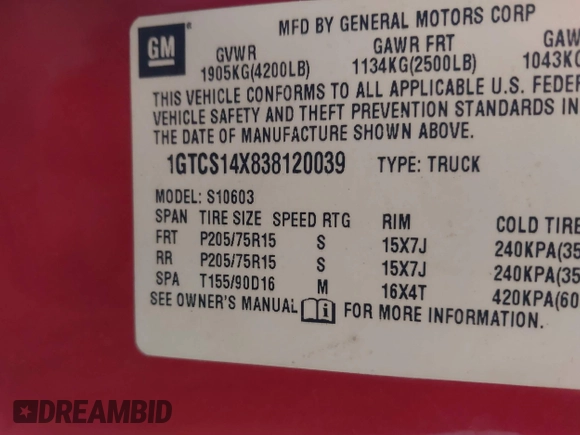 MFD BY GENERAL MOTORS CORP
GM
GVWR GAWR FRT GAW
1905KG(4200LB) 1134KG(2500LB) 1043KG
THIS VEHICLE CONFORMS TO ALL APPLICABLE U.S. FEDER
VEHICLE SAFETY AND THEFT PREVENTION STANDARDS IN
THE DATE OF MANUFACTURE SHOWN ABOVE.
1GTCS14X838120039 TYPE: TRUCK
MODEL: S10603
SPAN TIRE SIZE SPEED RTG RIM COLD TIRE
FRT P205/75R15 S 15X7J 240KPA(35
RR P205/75R15 S 15X7J 240KPA(35
SPA T155/90D16 M 16X4T 420KPA(60
SEE OWNER'S MANUAL i FOR MORE INFORMATION.
DREAMBID